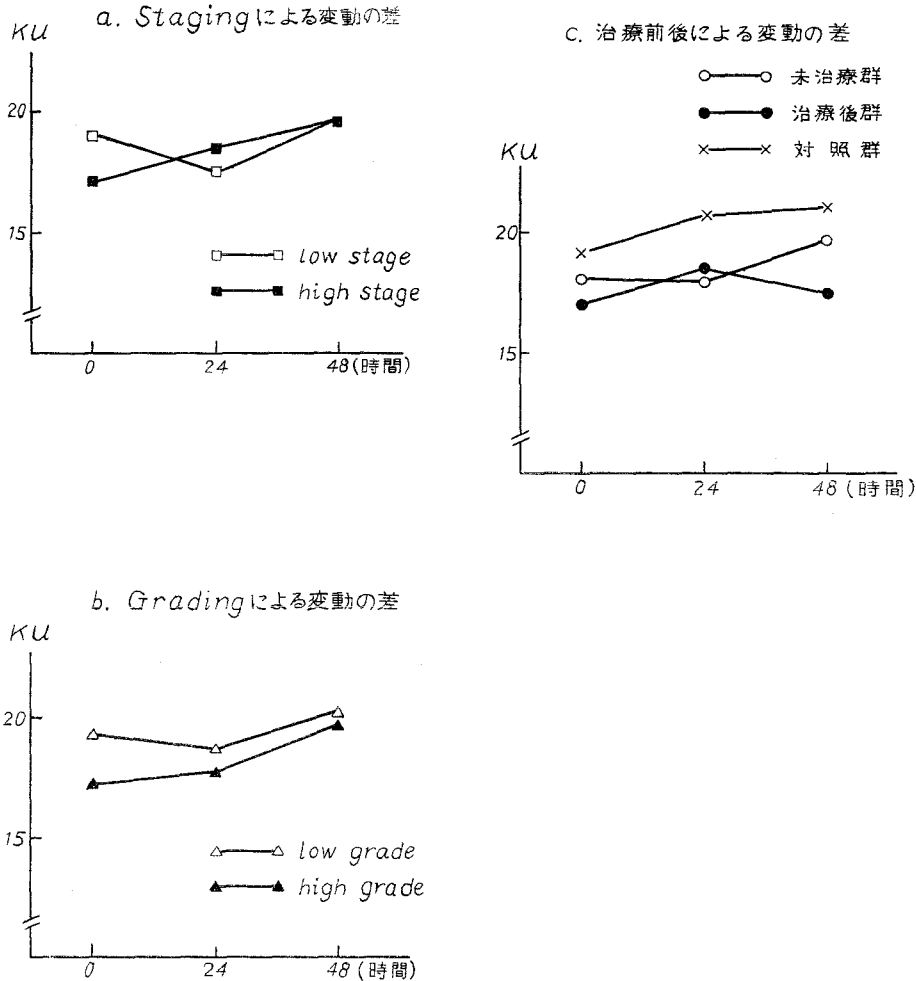 a. Stagingによる変動の差
KU
20
15
low stage
high stage
0 24 48(時間)
c. 治療前後による変動の差
未治療群
治療後群
対照群
KU
20
15
0 24 48(時間)
b. Gradingによる変動の差
KU
20
15
low grade
high grade
0 24 48(時間)